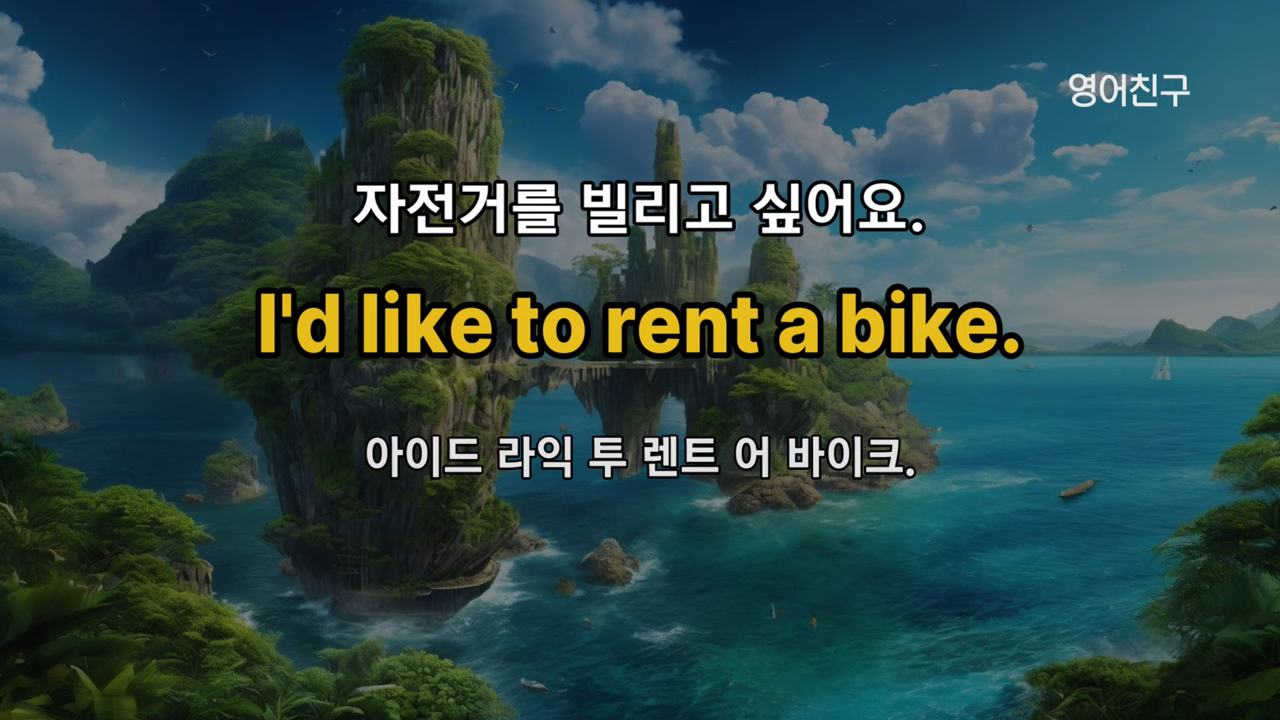 영어친구
자전거를 빌리고 싶어요.
I'd like to rent a bike.
아이드 라익 투 렌트 어 바이크.